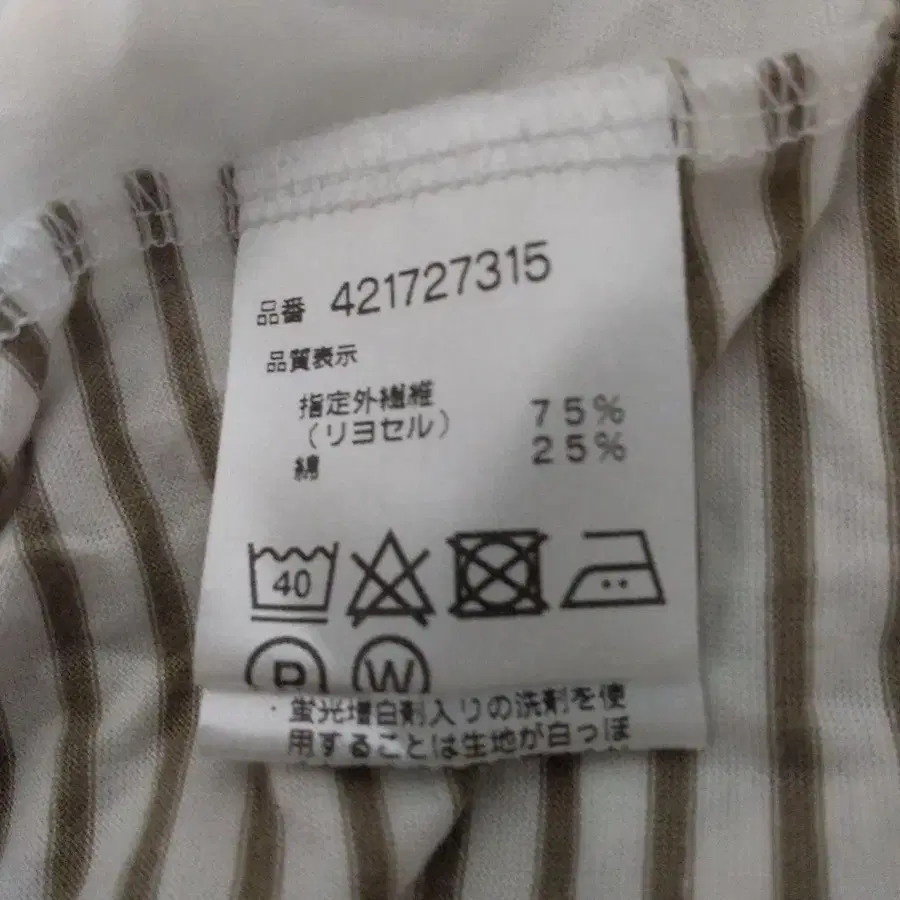 品番 421727315
品質表示
指定外繊維 75%
(リヨセル)
綿 25%
40
P W
・蛍光増白剤入りの洗剤を使
用することは生地が白っぽ